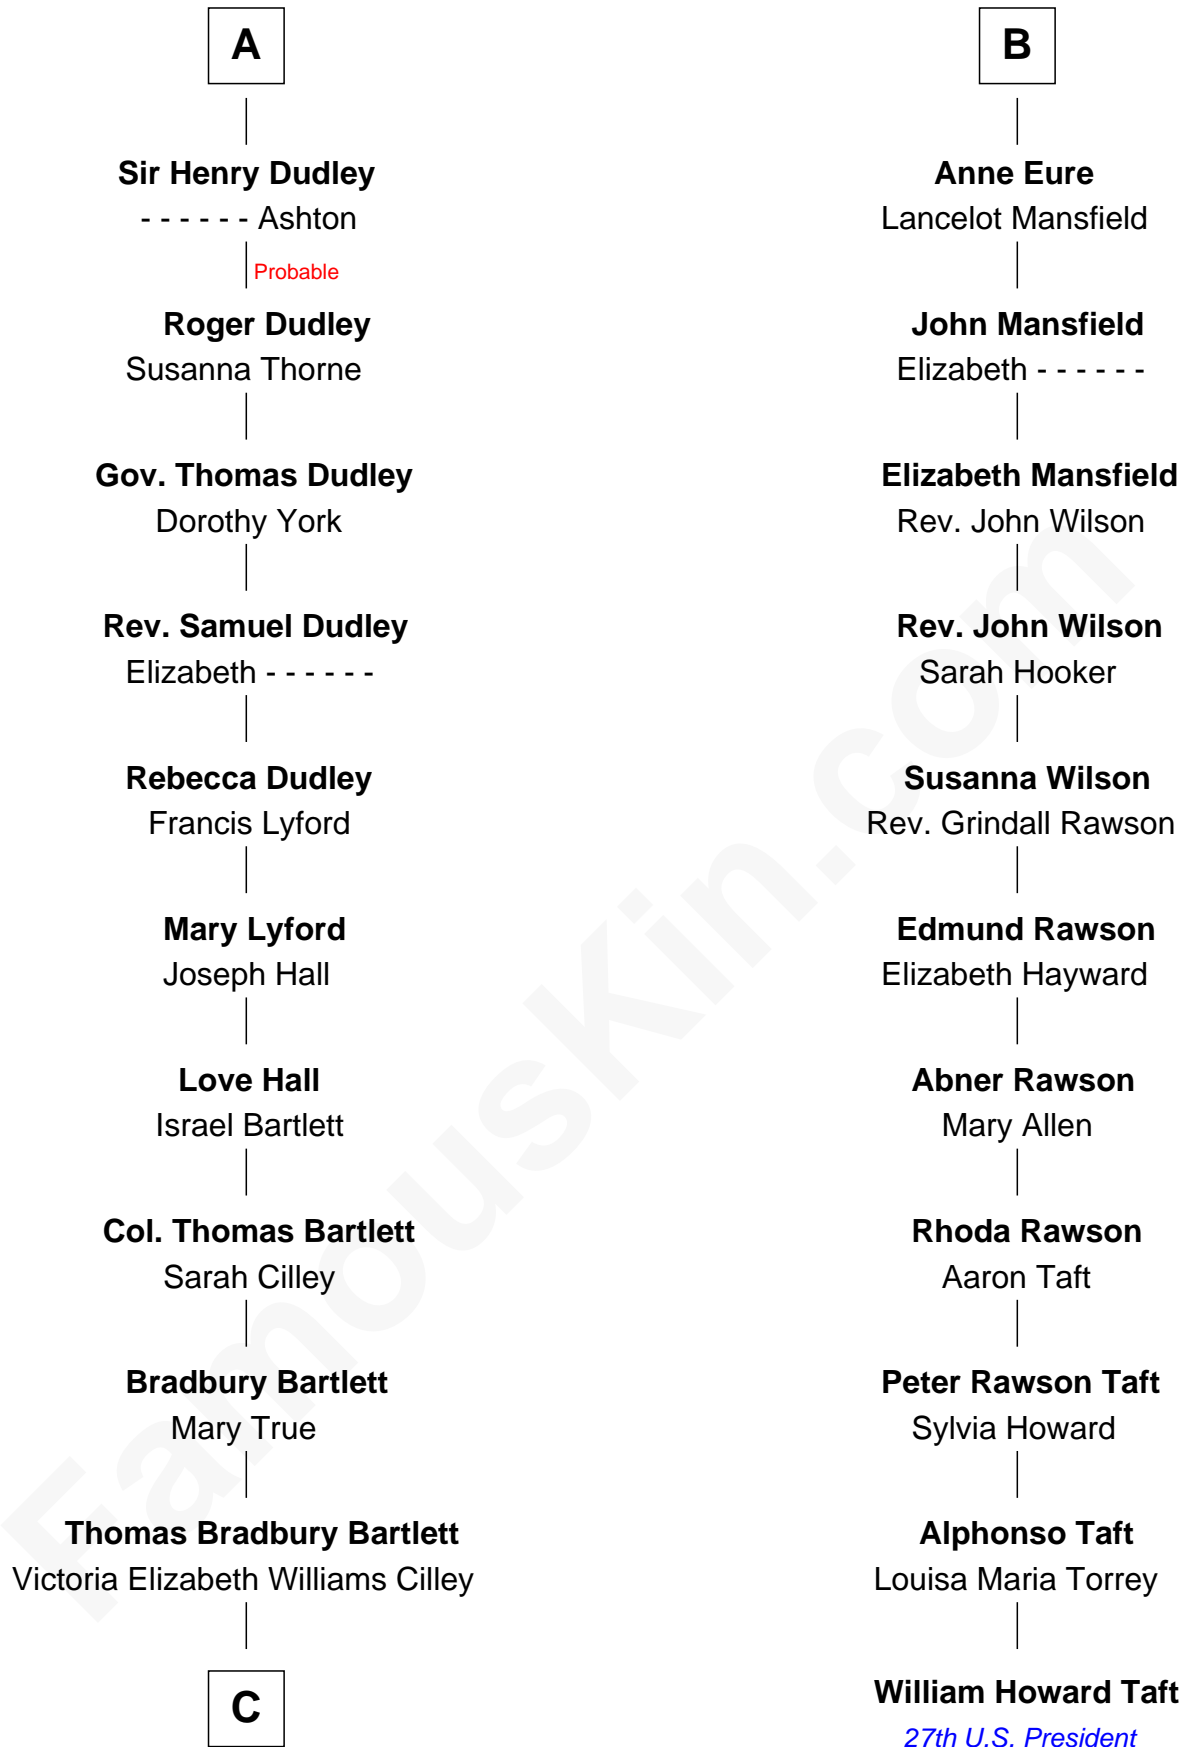 A
Sir Henry Dudley
- - - - - - Ashton
Probable
Roger Dudley
Susanna Thorne
Gov. Thomas Dudley
Dorothy York
Rev. Samuel Dudley
Elizabeth - - - - - -
Rebecca Dudley
Francis Lyford
Mary Lyford
Joseph Hall
Love Hall
Israel Bartlett
Col. Thomas Bartlett
Sarah Cilley
Bradbury Bartlett
Mary True
Thomas Bradbury Bartlett
Victoria Elizabeth Williams Cilley
C
B
Anne Eure
Lancelot Mansfield
John Mansfield
Elizabeth - - - - - -
Elizabeth Mansfield
Rev. John Wilson
Rev. John Wilson
Sarah Hooker
Susanna Wilson
Rev. Grindall Rawson
Edmund Rawson
Elizabeth Hayward
Abner Rawson
Mary Allen
Rhoda Rawson
Aaron Taft
Peter Rawson Taft
Sylvia Howard
Alphonso Taft
Louisa Maria Torrey
William Howard Taft
27th U.S. President
FamousKin.com